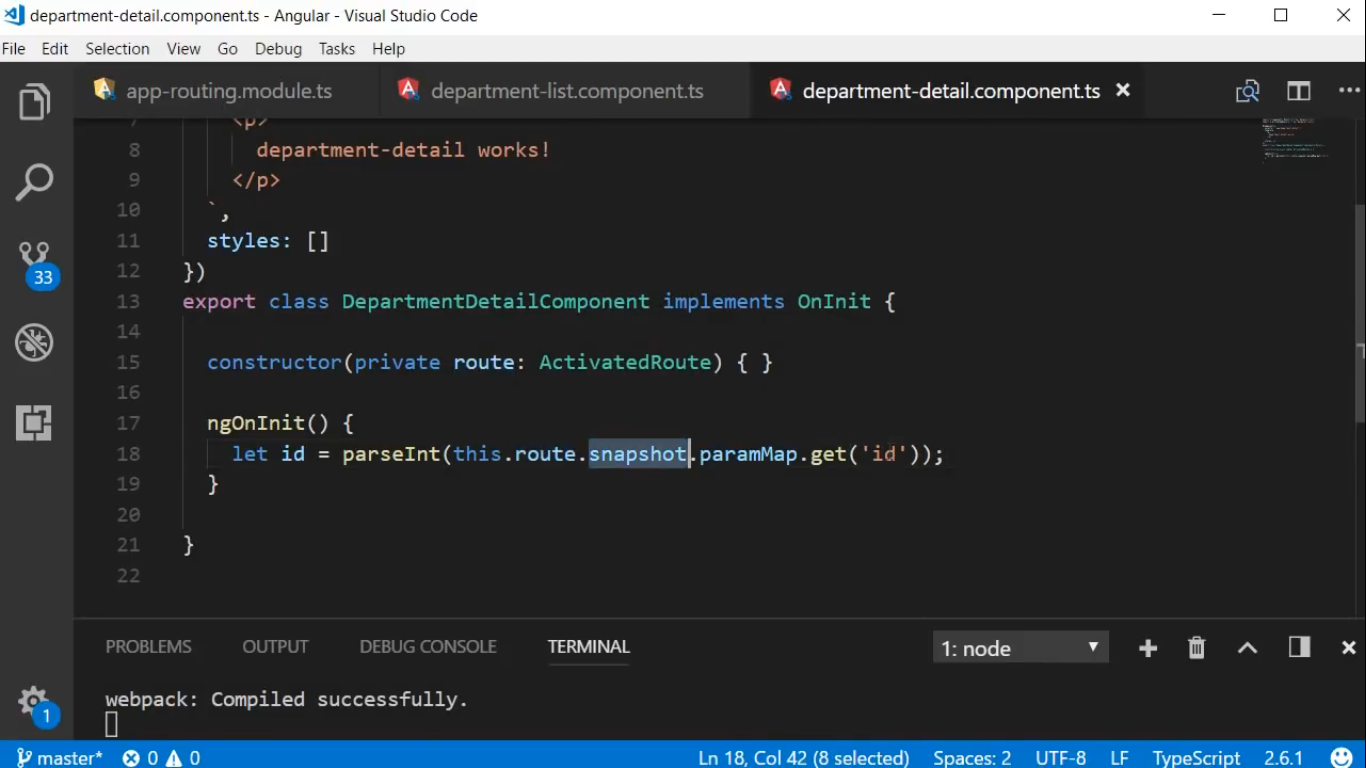 department-detail.component.ts - Angular - Visual Studio Code
File Edit Selection View Go Debug Tasks Help
app-routing.module.ts department-list.component.ts department-detail.component.ts
7 <p>
8 department-detail works!
9 </p>
10 `,
11 styles: []
12 })
13 export class DepartmentDetailComponent implements OnInit {
14
15 constructor(private route: ActivatedRoute) { }
16
17 ngOnInit() {
18 let id = parseInt(this.route.snapshot.paramMap.get('id'));
19 }
20
21 }
22
33
PROBLEMS OUTPUT DEBUG CONSOLE TERMINAL 1: node
webpack: Compiled successfully.
1
master* 0 0 Ln 18, Col 42 (8 selected) Spaces: 2 UTF-8 LF TypeScript 2.6.1